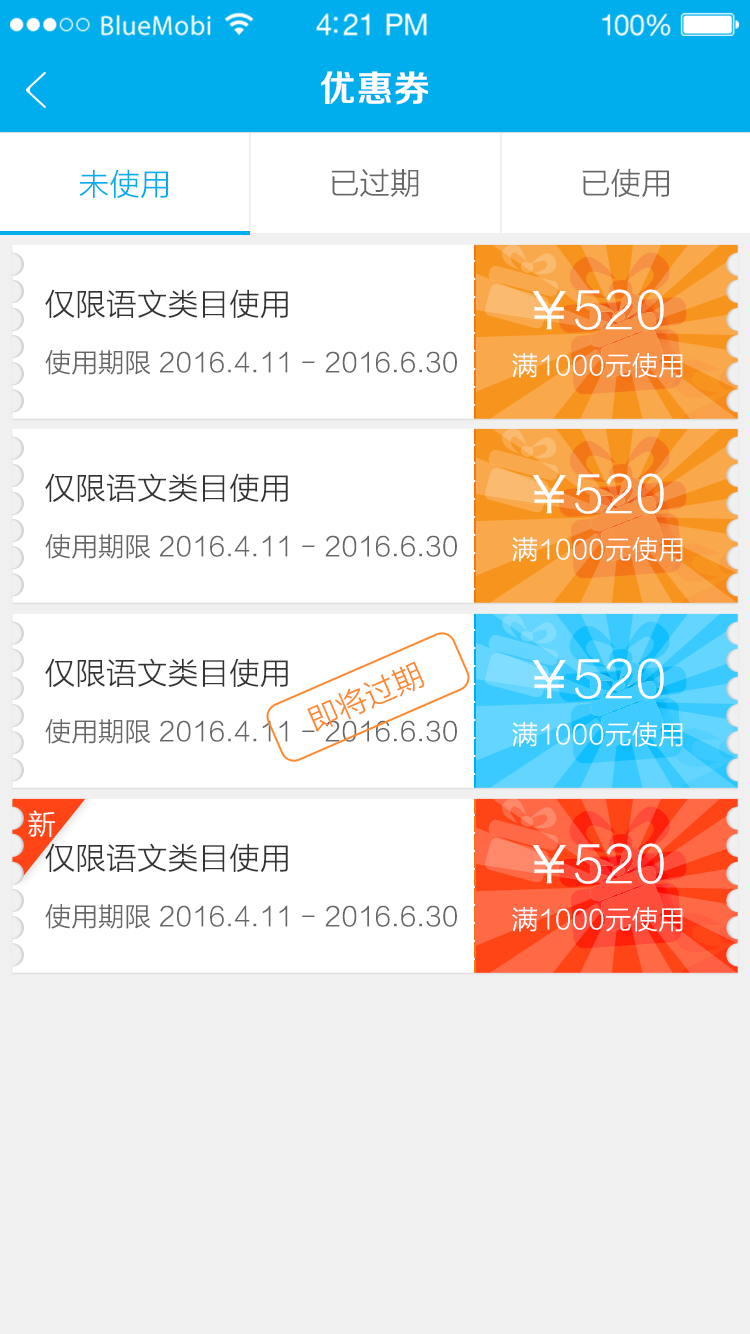 BlueMobi 4:21 PM 100%
优惠券
未使用 已过期 已使用
仅限语文类目使用
使用期限 2016.4.11 - 2016.6.30
¥520
满1000元使用
仅限语文类目使用
使用期限 2016.4.11 - 2016.6.30
¥520
满1000元使用
仅限语文类目使用
使用期限 2016.4.11 - 2016.6.30
即将过期
¥520
满1000元使用
新
仅限语文类目使用
使用期限 2016.4.11 - 2016.6.30
¥520
满1000元使用